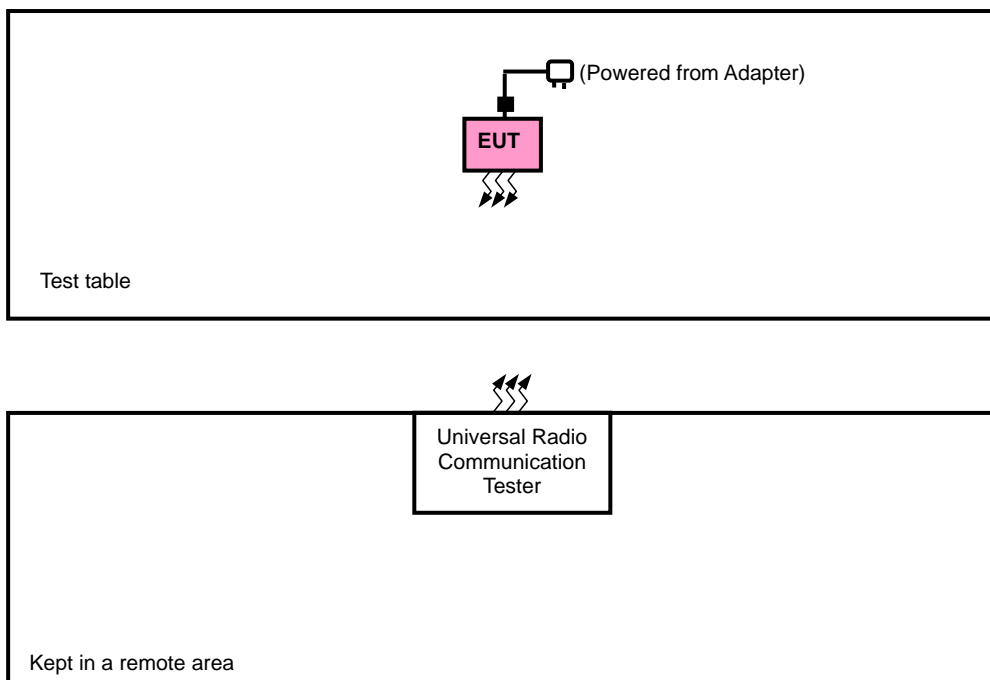 (Powered from Adapter)
EUT
Test table
Universal Radio
Communication
Tester
Kept in a remote area